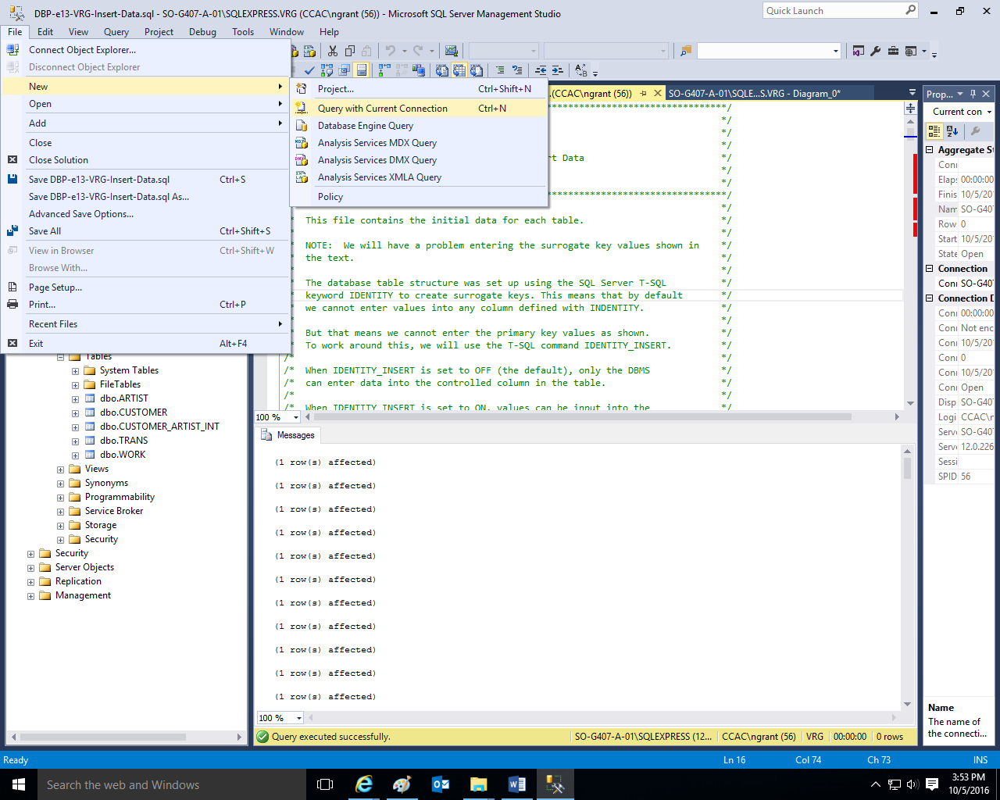 DBP-e13-VRG-Insert-Data.sql - SO-G407-A-01\SQLEXPRESS.VRG (CCAC\ngrant (56)) - Microsoft SQL Server Management Studio
Quick Launch
File Edit View Query Project Debug Tools Window Help
Connect Object Explorer...
Disconnect Object Explorer
New
Open
Add
Close
Close Solution
Save DBP-e13-VRG-Insert-Data.sql Ctrl+S
Save DBP-e13-VRG-Insert-Data.sql As...
Advanced Save Options...
Save All Ctrl+Shift+S
View in Browser Ctrl+Shift+W
Browse With...
Page Setup...
Print... Ctrl+P
Recent Files
Exit Alt+F4
Project... Ctrl+Shift+N
Query with Current Connection Ctrl+N
Database Engine Query
Analysis Services MDX Query
Analysis Services DMX Query
Analysis Services XMLA Query
Policy
.(CCAC\ngrant (56)) SO-G407-A-01\SQLE...S.VRG - Diagram_0*
**********************************/
*/
*/
*/
rt Data */
*/
*/
**********************************/
*/
* This file contains the initial data for each table. */
*/
* NOTE: We will have a problem entering the surrogate key values shown in */
* the text. */
*/
* The database table structure was set up using the SQL Server T-SQL */
* keyword IDENTITY to create surrogate keys. This means that by default */
* we cannot enter values into any column defined with INDENTITY. */
*/
* But that means we cannot enter the primary key values as shown. */
* To work around this, we will use the T-SQL command IDENTITY_INSERT. */
/* */
/* When IDENTITY_INSERT is set to OFF (the default), only the DBMS */
/* can enter data into the controlled column in the table. */
/* */
/* When IDENTITY_INSERT is set to ON, values can be input into the */
100 %
Tables
System Tables
FileTables
dbo.ARTIST
dbo.CUSTOMER
dbo.CUSTOMER_ARTIST_INT
dbo.TRANS
dbo.WORK
Views
Synonyms
Programmability
Service Broker
Storage
Security
Security
Server Objects
Replication
Management
Messages
(1 row(s) affected)
(1 row(s) affected)
(1 row(s) affected)
(1 row(s) affected)
(1 row(s) affected)
(1 row(s) affected)
(1 row(s) affected)
(1 row(s) affected)
(1 row(s) affected)
(1 row(s) affected)
(1 row(s) affected)
100 %
Query executed successfully. SO-G407-A-01\SQLEXPRESS (12... CCAC\ngrant (56) VRG 00:00:00 0 rows
Prop...
Current con
Aggregate S
Conn
Elaps 00:00:00
Finis 10/5/201
Nam SO-G40
Row 0
Start 10/5/201
State Open
Connection
Conn SO-G40
Connection D
Conn 00:00:00
Conn Not enc
Conn 10/5/20
Conn 0
Conn 10/5/201
Conn Open
Disp SO-G40
Logi CCAC\n
Serve SO-G40
Serve 12.0.226
Sessi
SPID 56
Name
The name of
the connecti...
Ready Ln 16 Col 74 Ch 73 INS
Search the web and Windows
3:53 PM
10/5/2016